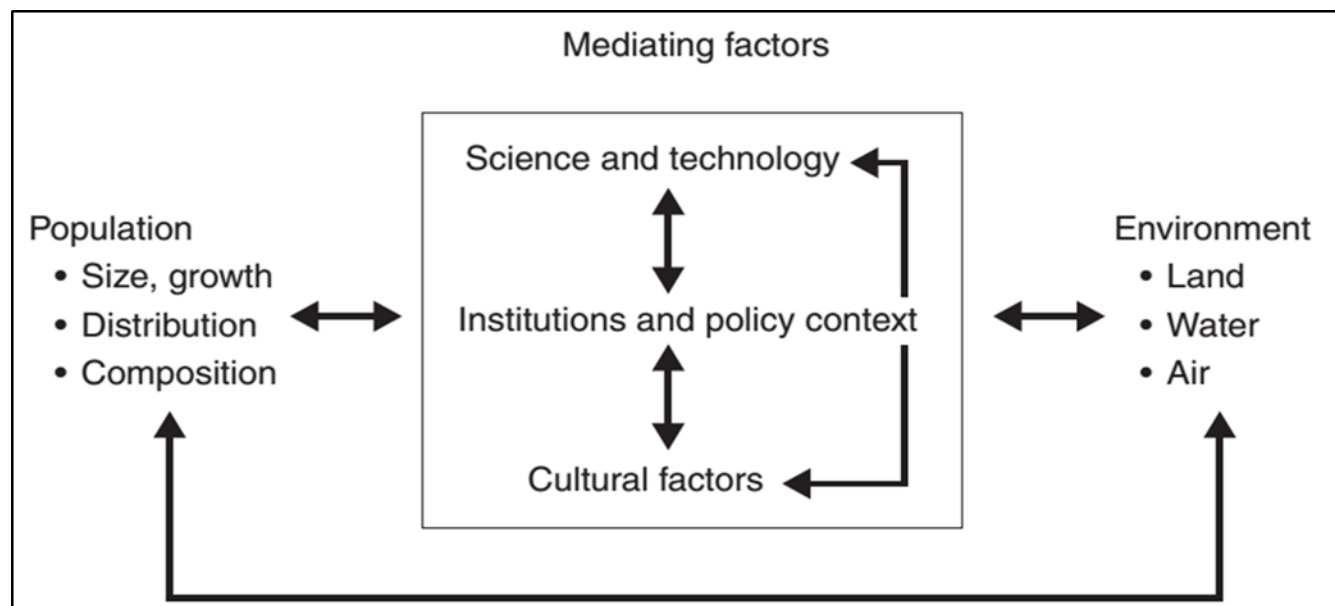 Mediating factors
Science and technology
Population
• Size, growth
• Distribution
• Composition
Institutions and policy context
Cultural factors
Environment
• Land
• Water
• Air